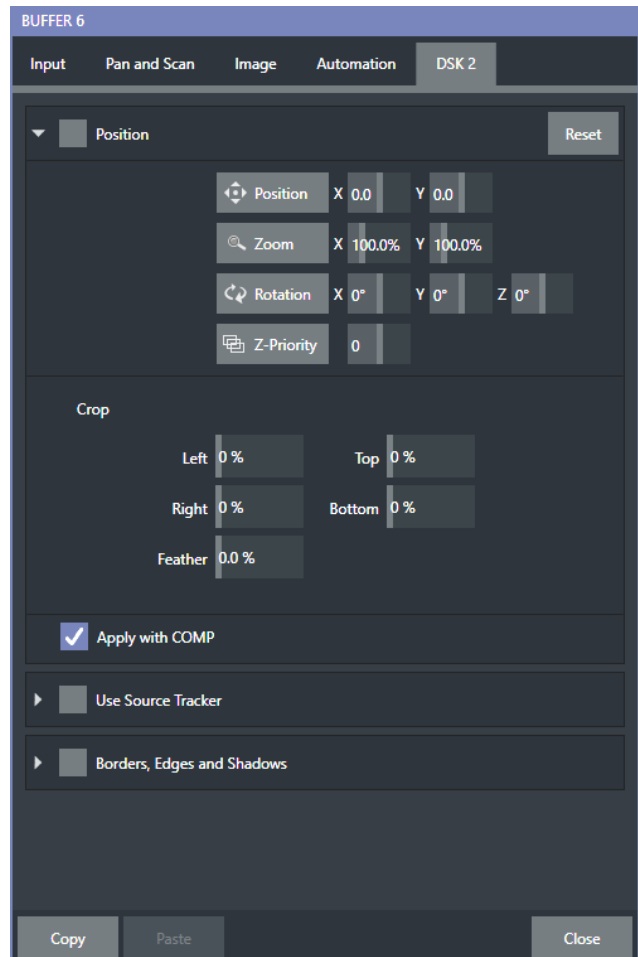 BUFFER 6
Input Pan and Scan Image Automation DSK 2
Position Reset
Position X 0.0 Y 0.0
Zoom X 100.0% Y 100.0%
Rotation X 0° Y 0° Z 0°
Z-Priority 0
Crop
Left 0 % Top 0 %
Right 0 % Bottom 0 %
Feather 0.0 %
Apply with COMP
Use Source Tracker
Borders, Edges and Shadows
Copy Paste Close